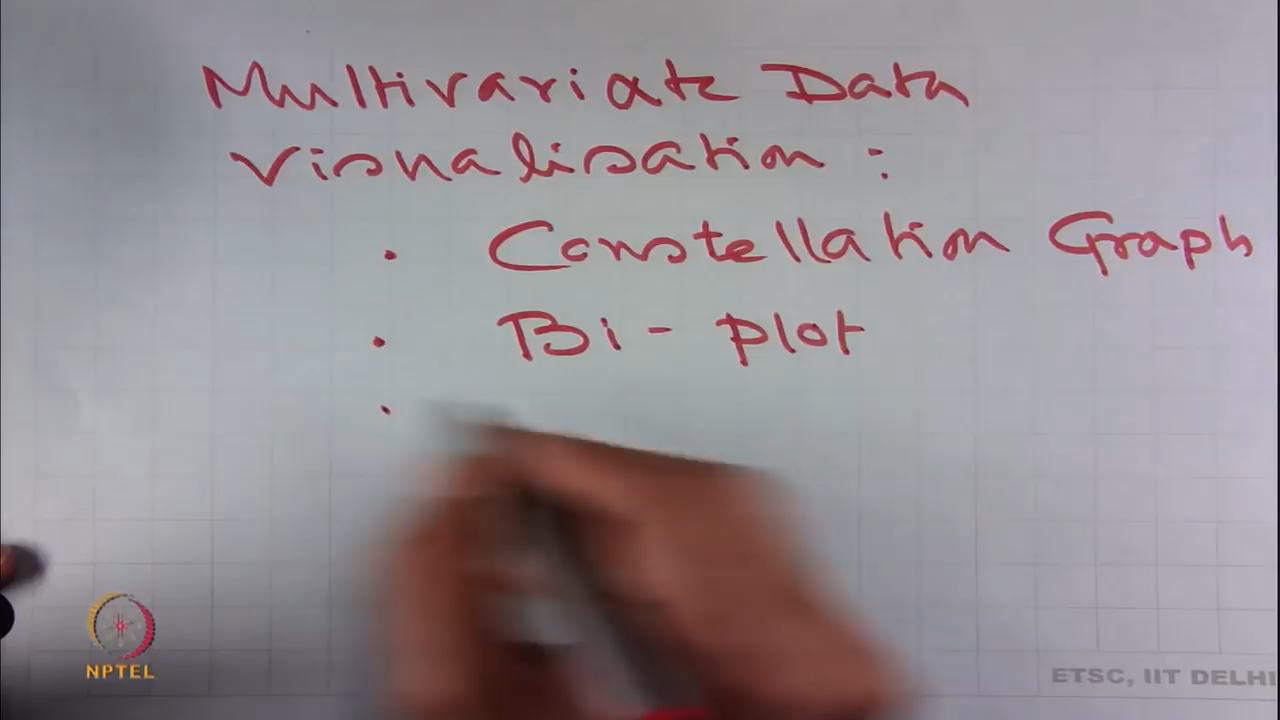 Multivariate Data
Visualisation :
• Constellation Graph
• Bi-plot
•
NPTEL
ETSC, IIT DELHI